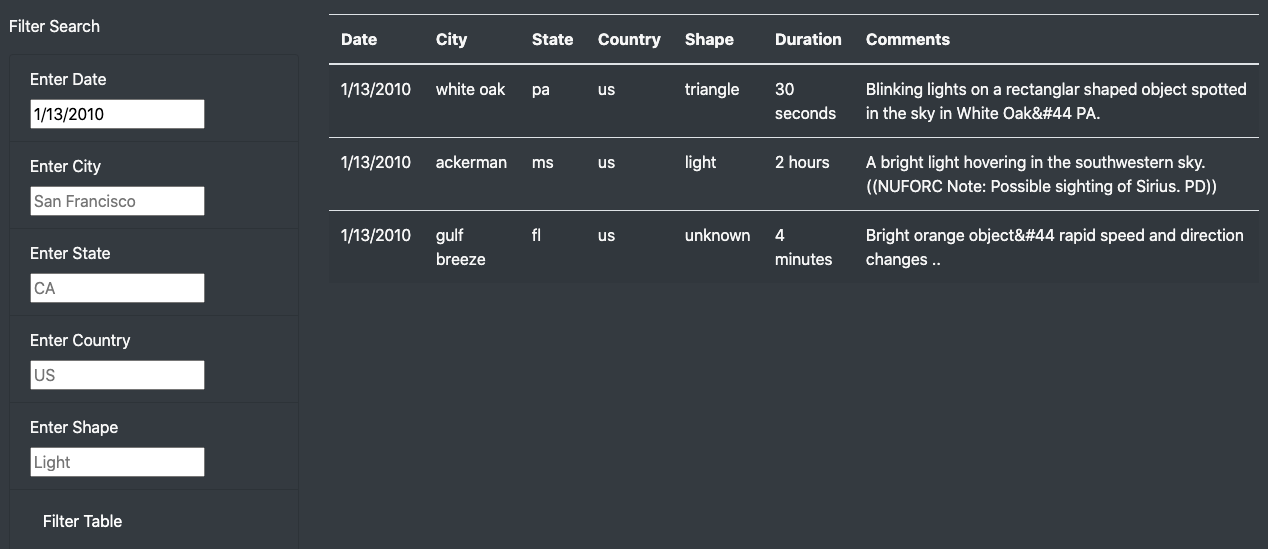 Filter Search
Enter Date
1/13/2010
Enter City
San Francisco
Enter State
CA
Enter Country
US
Enter Shape
Light
Filter Table
Date City State Country Shape Duration Comments
1/13/2010 white oak pa us triangle 30 Blinking lights on a rectanglar shaped object spotted
seconds in the sky in White Oak&#44 PA.
1/13/2010 ackerman ms us light 2 hours A bright light hovering in the southwestern sky.
((NUFORC Note: Possible sighting of Sirius. PD))
1/13/2010 gulf fl us unknown 4 Bright orange object&#44 rapid speed and direction
breeze minutes changes ..